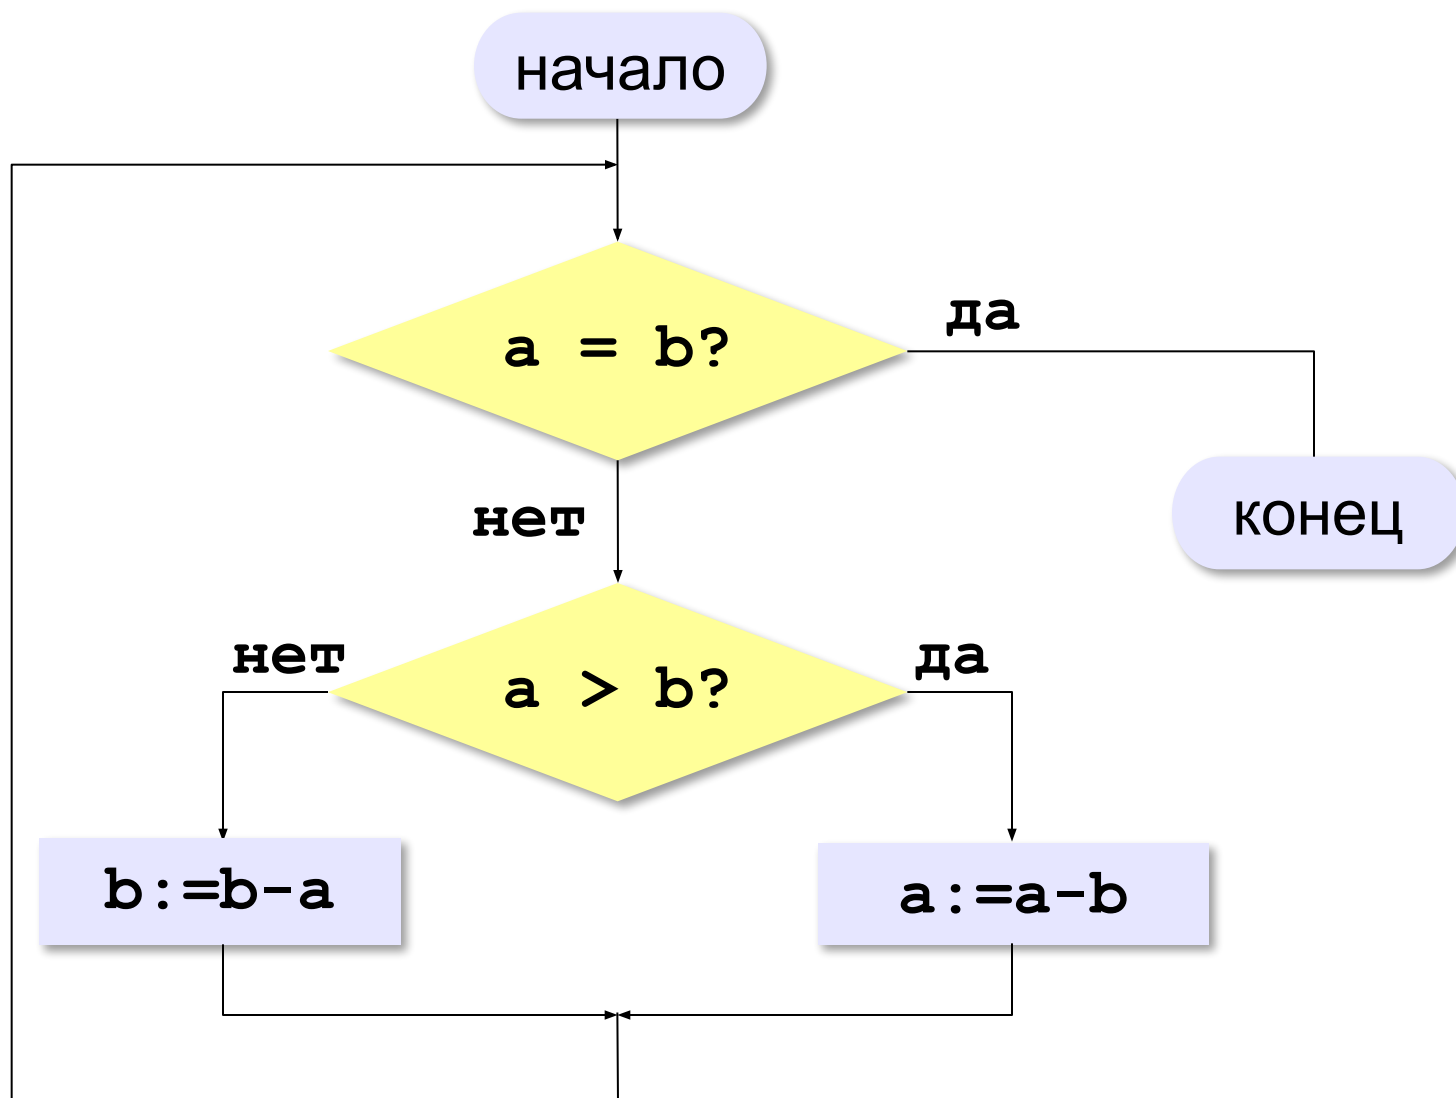 начало
a = b?
да
нет
конец
a > b?
нет
да
b:=b-a
a:=a-b